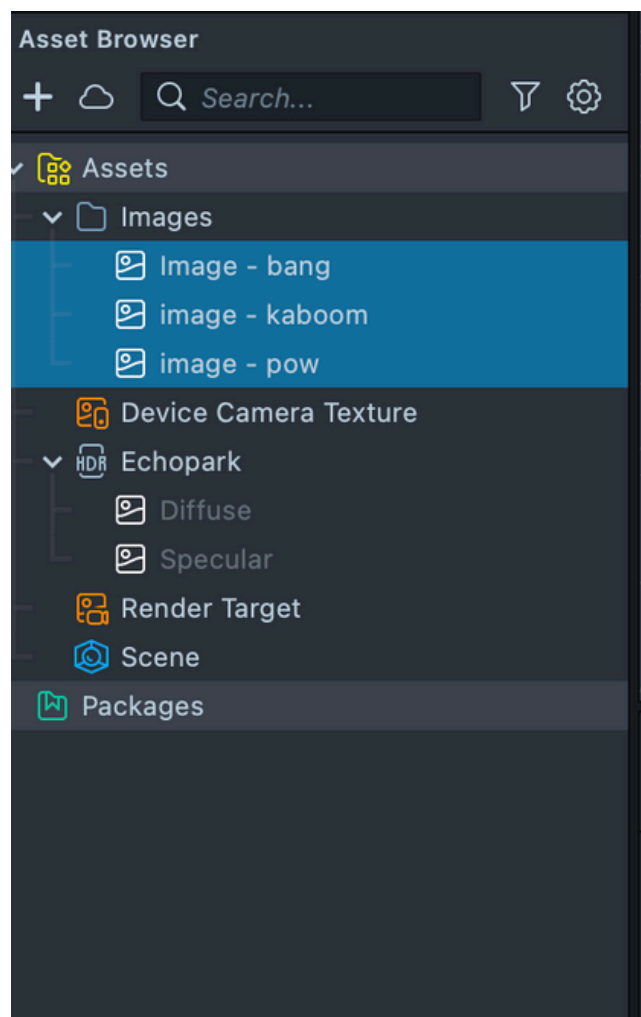 Asset Browser
Search...
Assets
Images
Image - bang
image - kaboom
image - pow
Device Camera Texture
HDR Echopark
Diffuse
Specular
Render Target
Scene
Packages